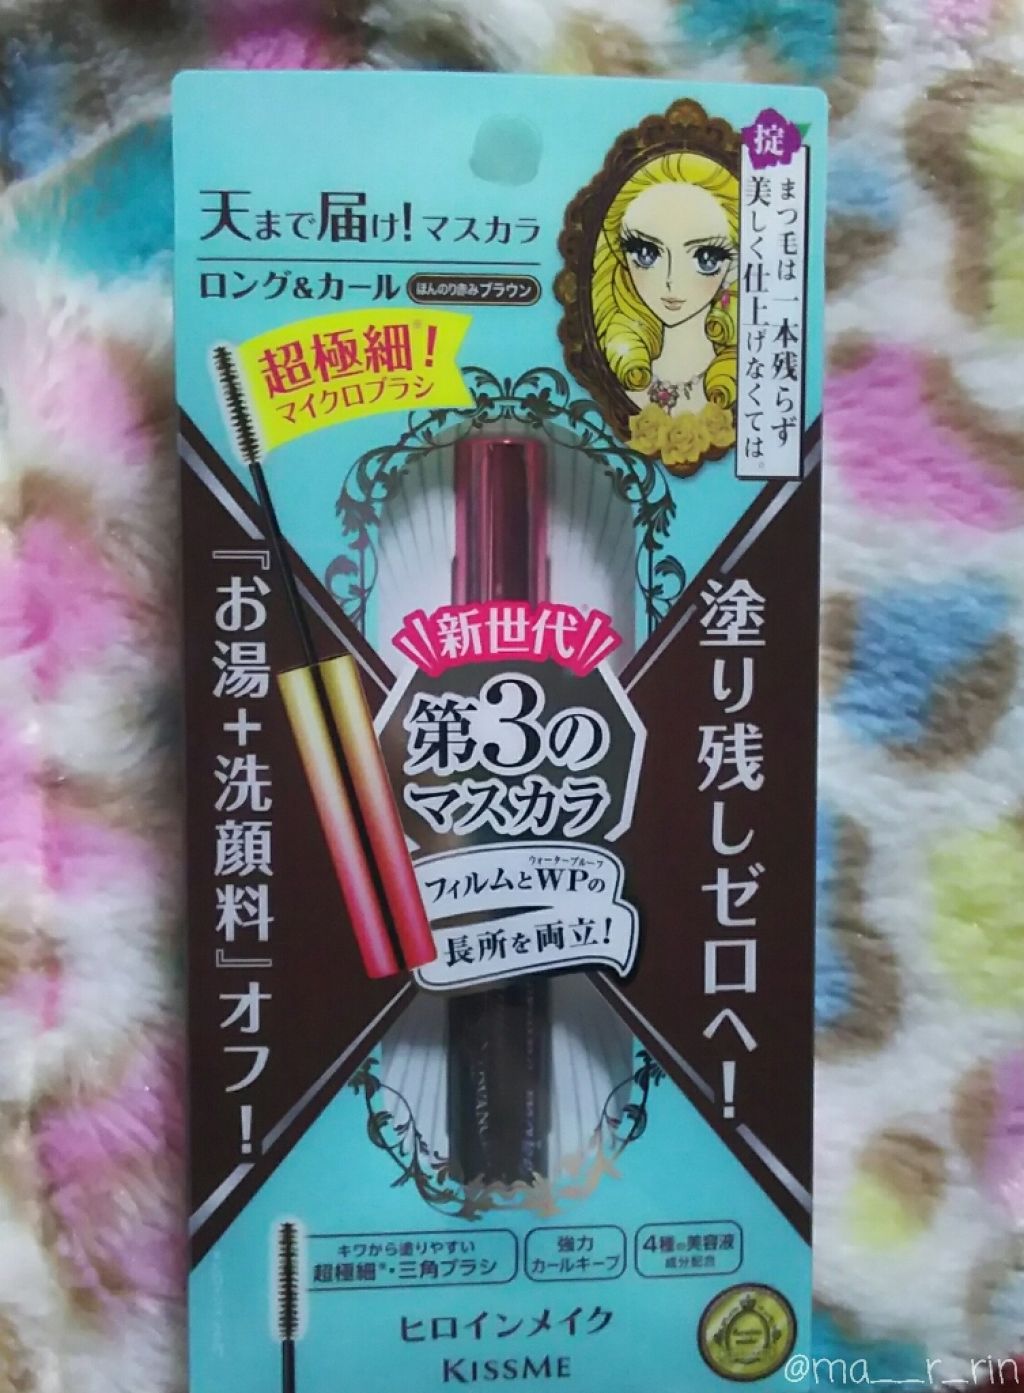 天まで届け!マスカラ
ロング&カール ほんのり赤みブラウン
掟
まつ毛は一本残らず
美しく仕上げなくては。
超極細※!
マイクロブラシ
『お湯+洗顔料』オフ!
塗り残しゼロへ!
新世代※
第3の
マスカラ
ウォータープルーフ
フィルムとWPの
長所を両立!
キワから塗りやすい
超極細※・三角ブラシ
強力
カールキープ
4種の美容液
成分配合
ヒロインメイク
KISSME
@ma__r_rin